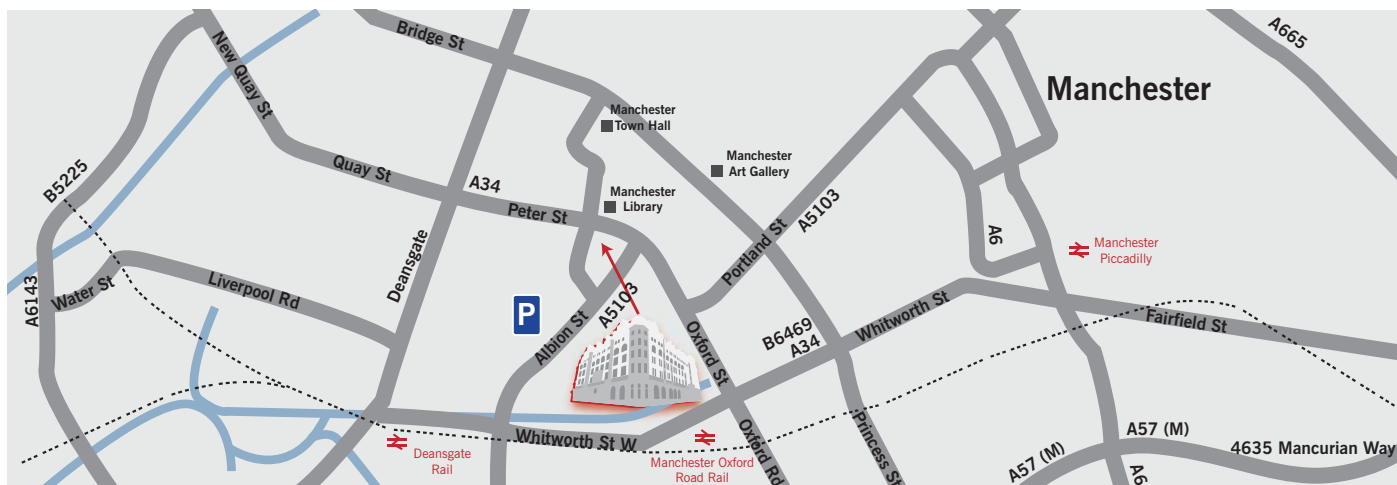 Bridge St
A665
New Quay St
Manchester
Manchester
Town Hall
Manchester
Art Gallery
Quay St
A34
B5225
Manchester
Library
Peter St
A5103
Portland St
A6
Deansgate
Manchester
Piccadilly
Water St
A6143
Liverpool Rd
P
Albion St
A5103
Oxford St
B6469
A34
Whitworth St
Fairfield St
Whitworth St W
Deansgate
Rail
Manchester Oxford
Road Rail
Oxford Rd
Princess St
A57 (M)
A57 (M)
4635 Mancurian Way
A6